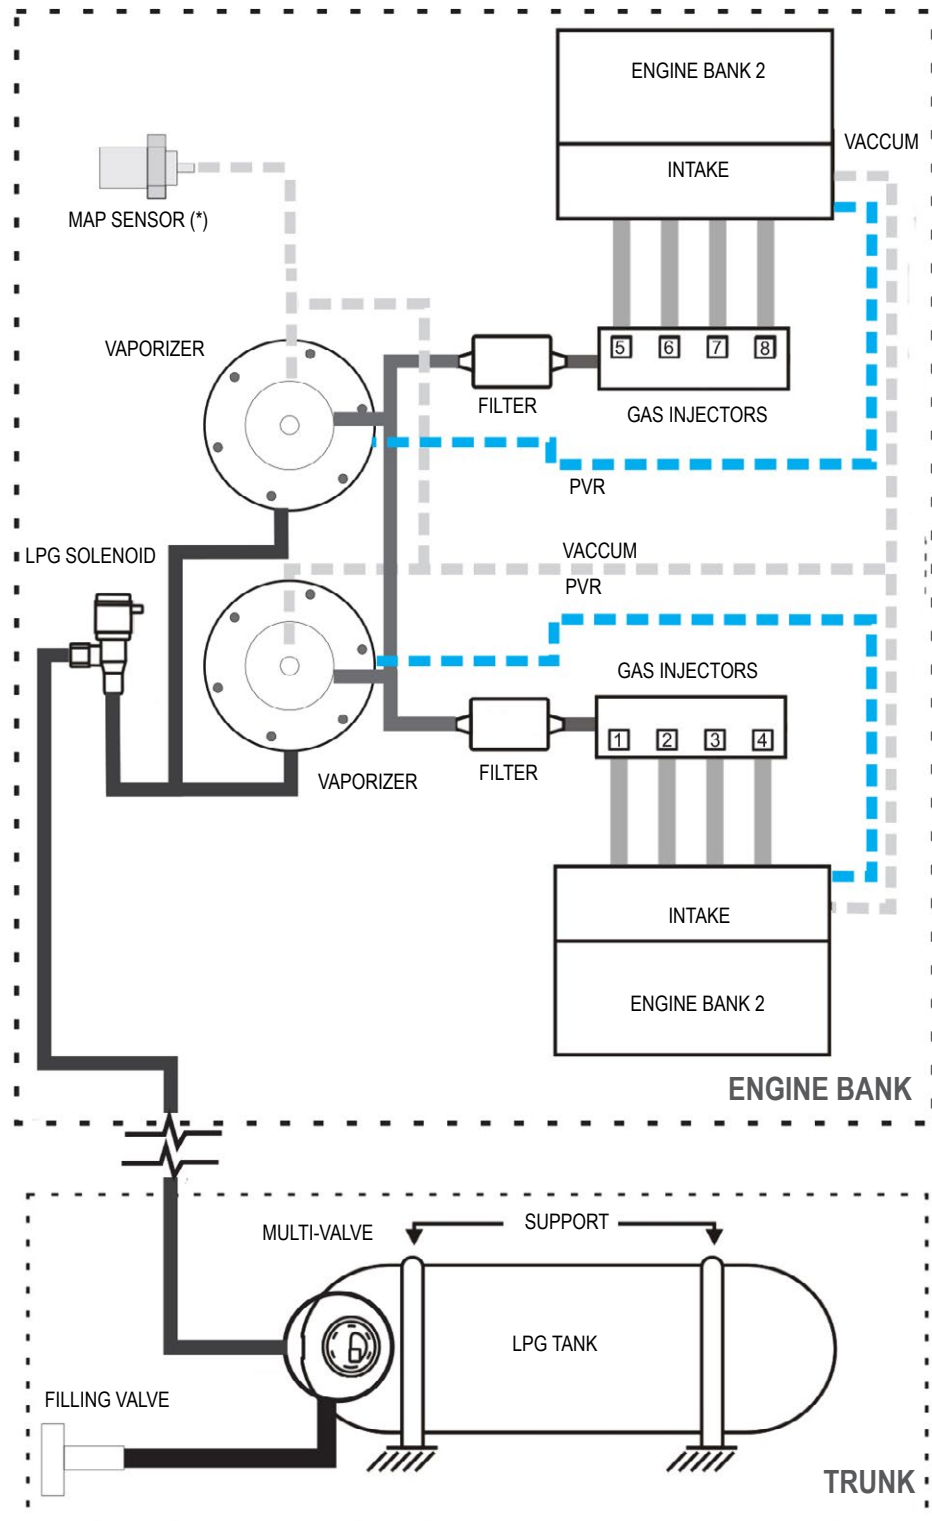 ENGINE BANK 2
VACCUM
INTAKE
MAP SENSOR (*)
VAPORIZER
5 6 7 8
FILTER
GAS INJECTORS
PVR
LPG SOLENOID
VACCUM
PVR
GAS INJECTORS
1 2 3 4
FILTER
VAPORIZER
INTAKE
ENGINE BANK 2
ENGINE BANK
SUPPORT
MULTI-VALVE
LPG TANK
FILLING VALVE
TRUNK